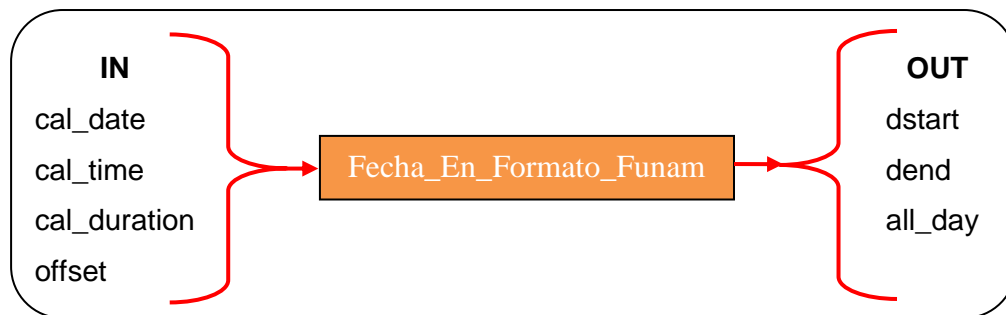 IN
cal_date
cal_time
cal_duration
offset
Fecha_En_Formato_Funam
OUT
dstart
dend
all_day